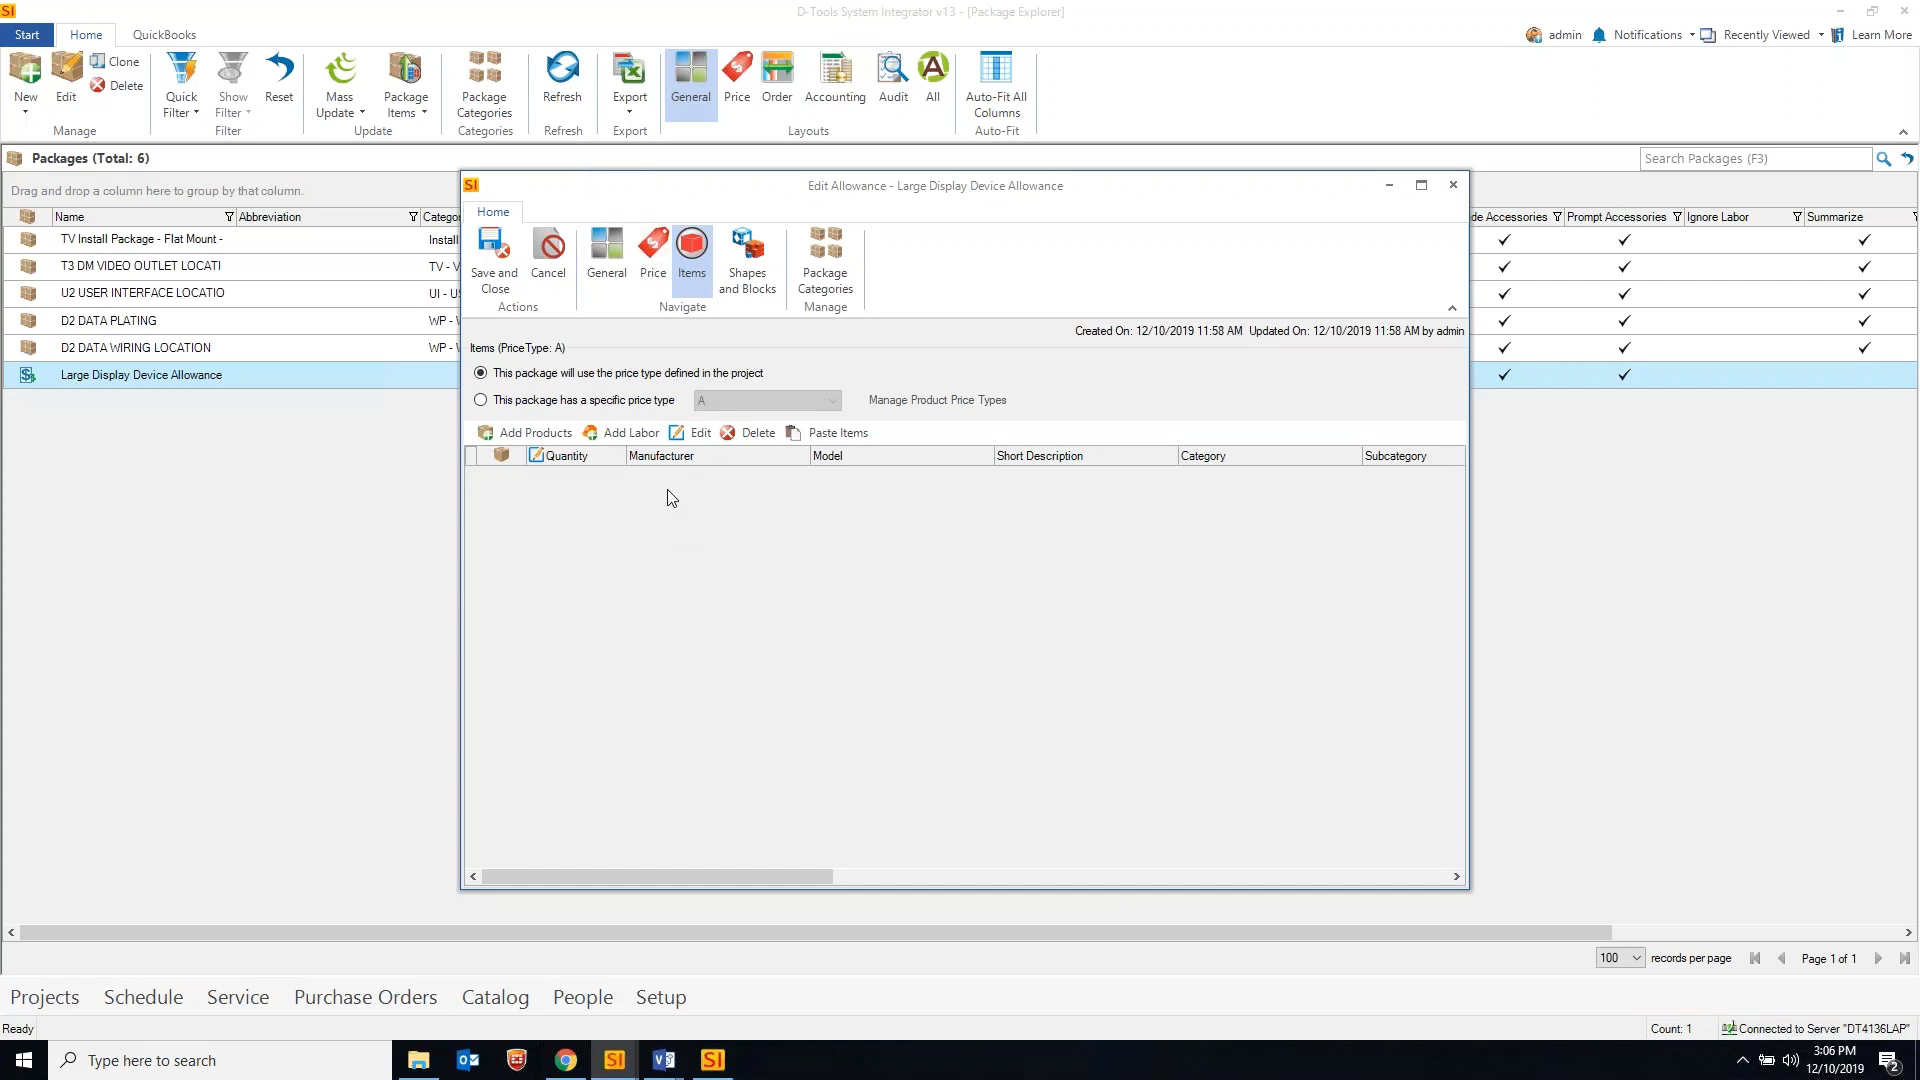 SI D-Tools System Integrator v13 - [Package Explorer]
Start Home QuickBooks admin Notifications Recently Viewed Learn More
New Edit Clone Delete Quick Filter Show Filter Reset Mass Update Package Items Package Categories Refresh Export General Price Order Accounting Audit All Auto-Fit All Columns
Manage Filter Update Categories Refresh Export Layouts Auto-Fit
Packages (Total: 6) Search Packages (F3)
Drag and drop a column here to group by that column.
Name Abbreviation Catego de Accessories Prompt Accessories Ignore Labor Summarize
TV Install Package - Flat Mount - Install
T3 DM VIDEO OUTLET LOCATI TV - V
U2 USER INTERFACE LOCATIO UI - U
D2 DATA PLATING WP -
D2 DATA WIRING LOCATION WP -
Large Display Device Allowance
SI Edit Allowance - Large Display Device Allowance
Home
Save and Close Cancel General Price Items Shapes and Blocks Package Categories
Actions Navigate Manage
Created On: 12/10/2019 11:58 AM Updated On: 12/10/2019 11:58 AM by admin
Items (PriceType: A)
This package will use the price type defined in the project
This package has a specific price type A Manage Product Price Types
Add Products Add Labor Edit Delete Paste Items
Quantity Manufacturer Model Short Description Category Subcategory
100 records per page Page 1 of 1
Projects Schedule Service Purchase Orders Catalog People Setup
Ready Count: 1 Connected to Server "DT4136LAP"
Type here to search SI SI 3:06 PM
12/10/2019 2